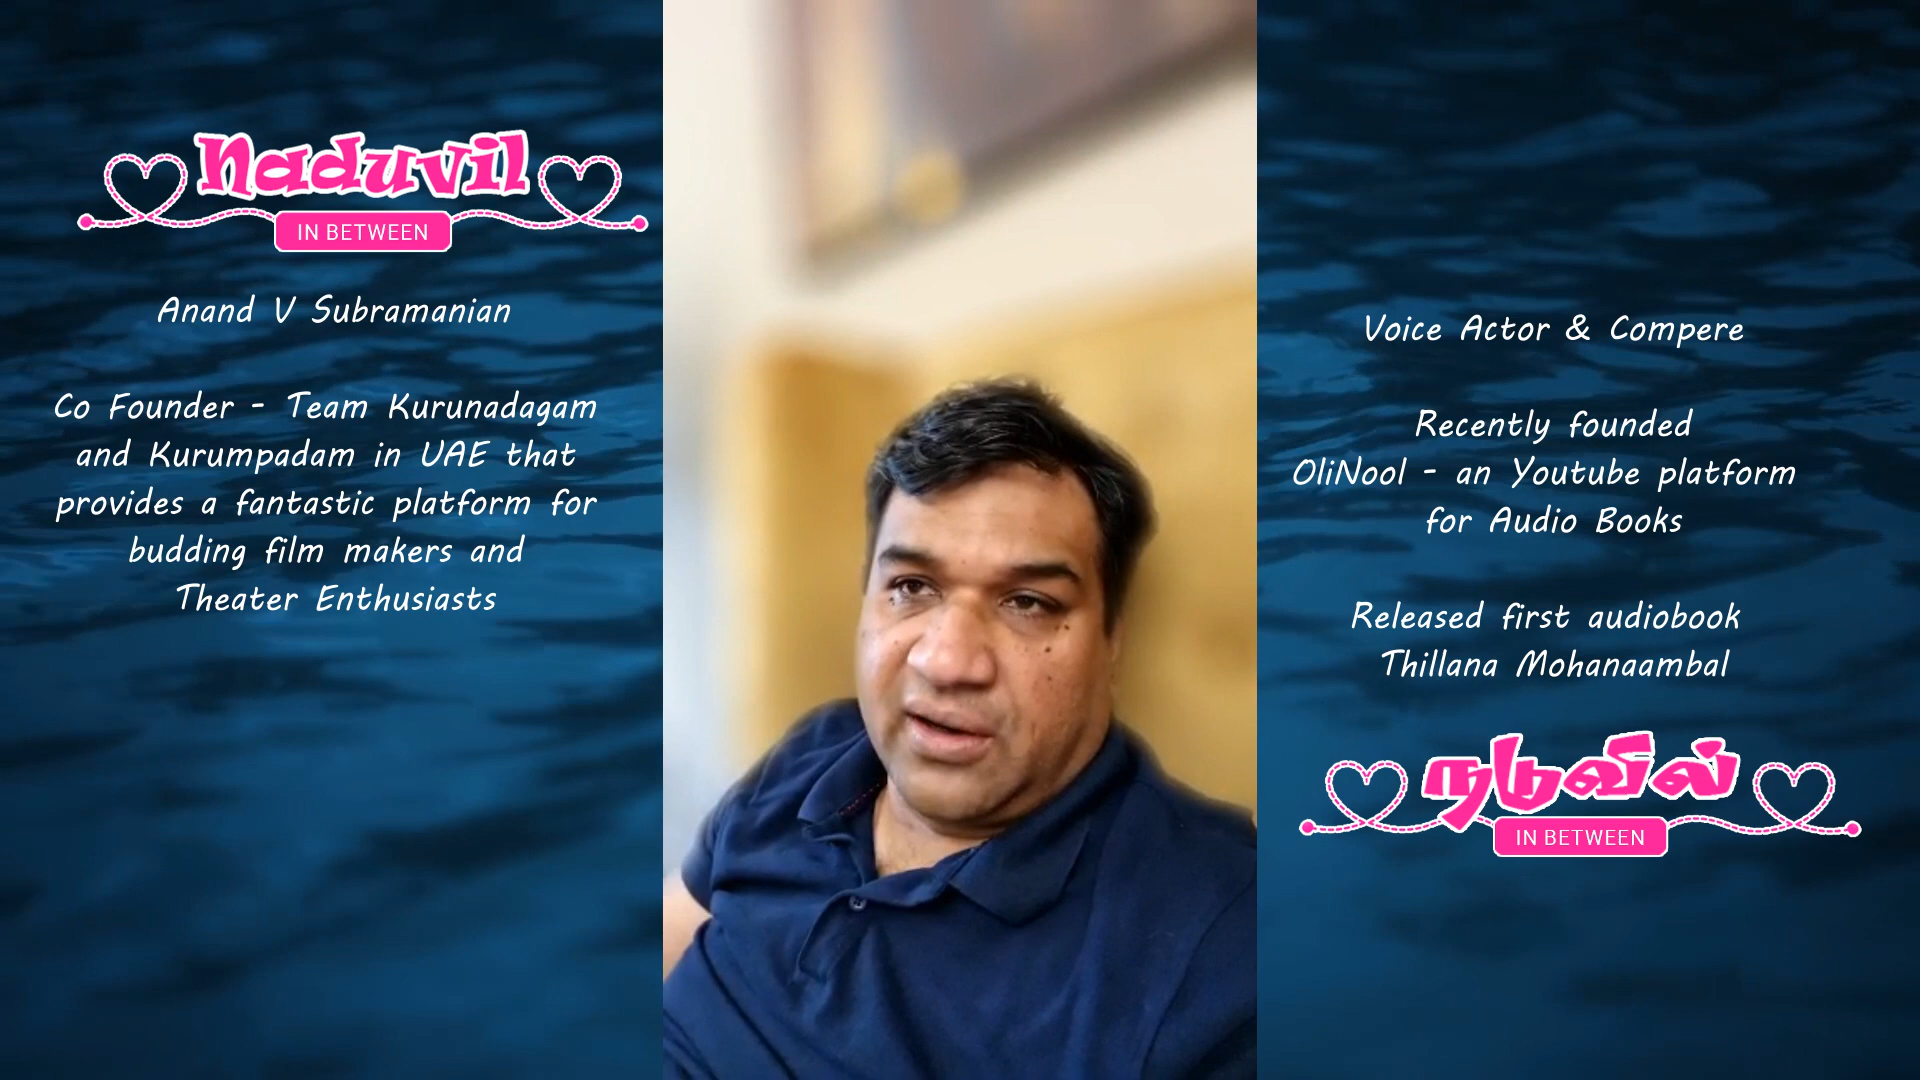 Naduvil
IN BETWEEN
Anand V Subramanian
Co Founder - Team Kurunadagam
and Kurumpadam in UAE that
provides a fantastic platform for
budding film makers and
Theater Enthusiasts
Voice Actor & Compere
Recently founded
OliNool - an Youtube platform
for Audio Books
Released first audiobook
Thillana Mohanaambal
நடுவில்
IN BETWEEN